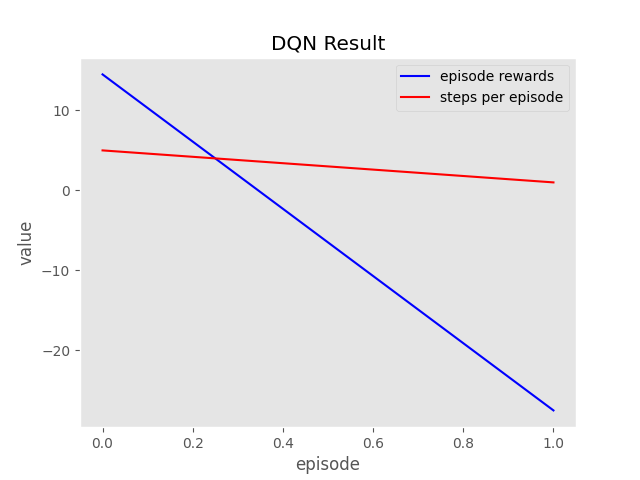 DQN Result
episode rewards
steps per episode
10
0
−10
−20
value
0.0 0.2 0.4 0.6 0.8 1.0
episode